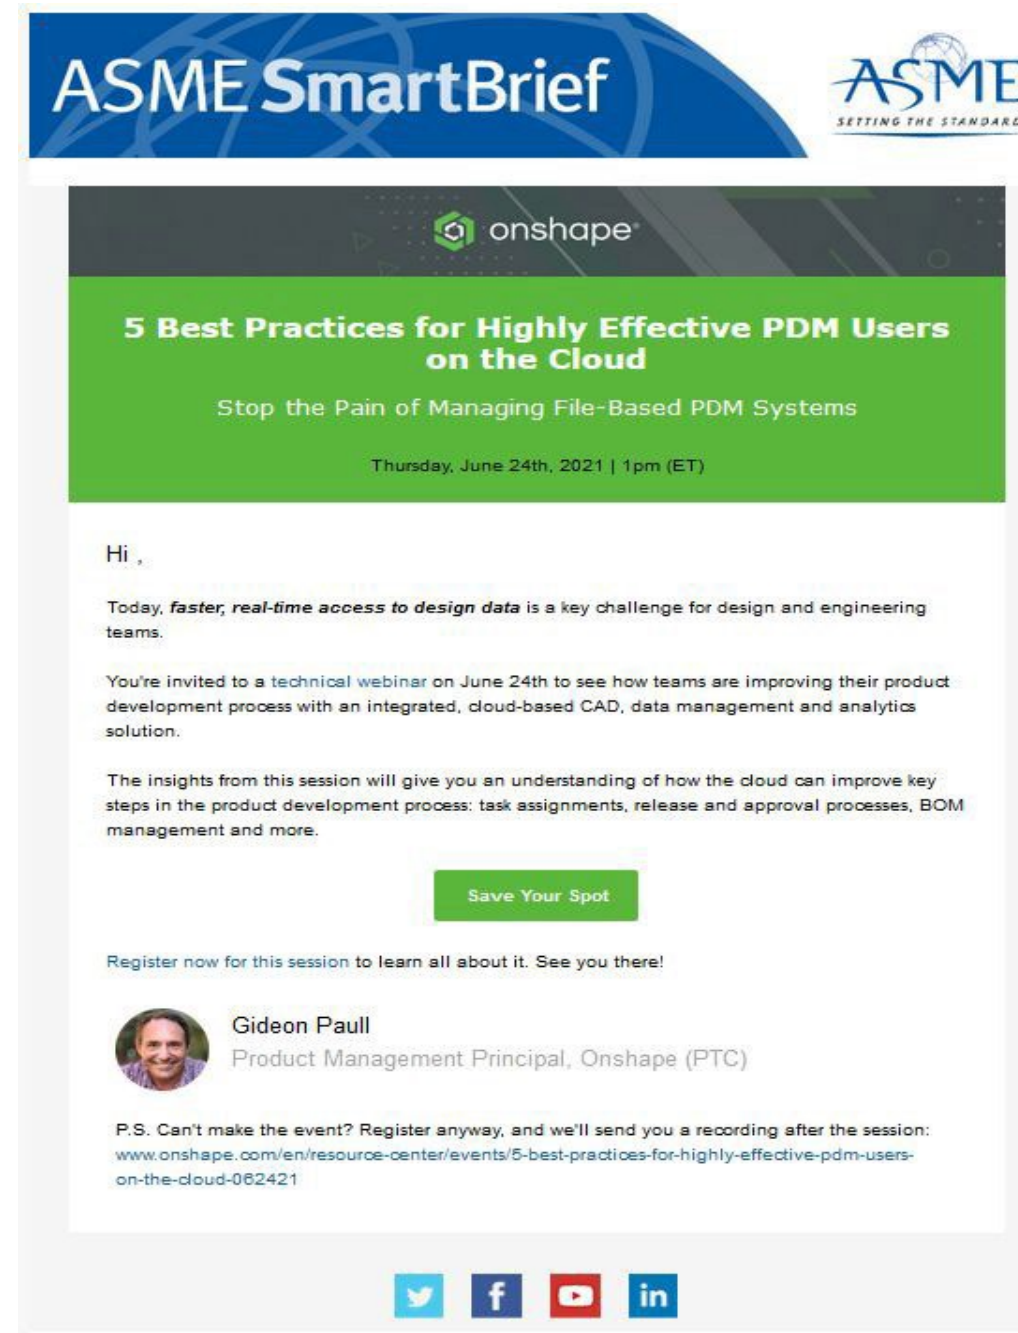 ASME SmartBrief
ASME
SETTING THE STANDARD
onshape
5 Best Practices for Highly Effective PDM Users
on the Cloud
Stop the Pain of Managing File-Based PDM Systems
Thursday, June 24th, 2021 | 1pm (ET)
Hi ,
Today, faster, real-time access to design data is a key challenge for design and engineering
teams.
You're invited to a technical webinar on June 24th to see how teams are improving their product
development process with an integrated, cloud-based CAD, data management and analytics
solution.
The insights from this session will give you an understanding of how the cloud can improve key
steps in the product development process: task assignments, release and approval processes, BOM
management and more.
Save Your Spot
Register now for this session to learn all about it. See you there!
Gideon Paull
Product Management Principal, Onshape (PTC)
P.S. Can't make the event? Register anyway, and we'll send you a recording after the session:
www.onshape.com/en/resource-center/events/5-best-practices-for-highly-effective-pdm-users-
on-the-cloud-062421
f
in